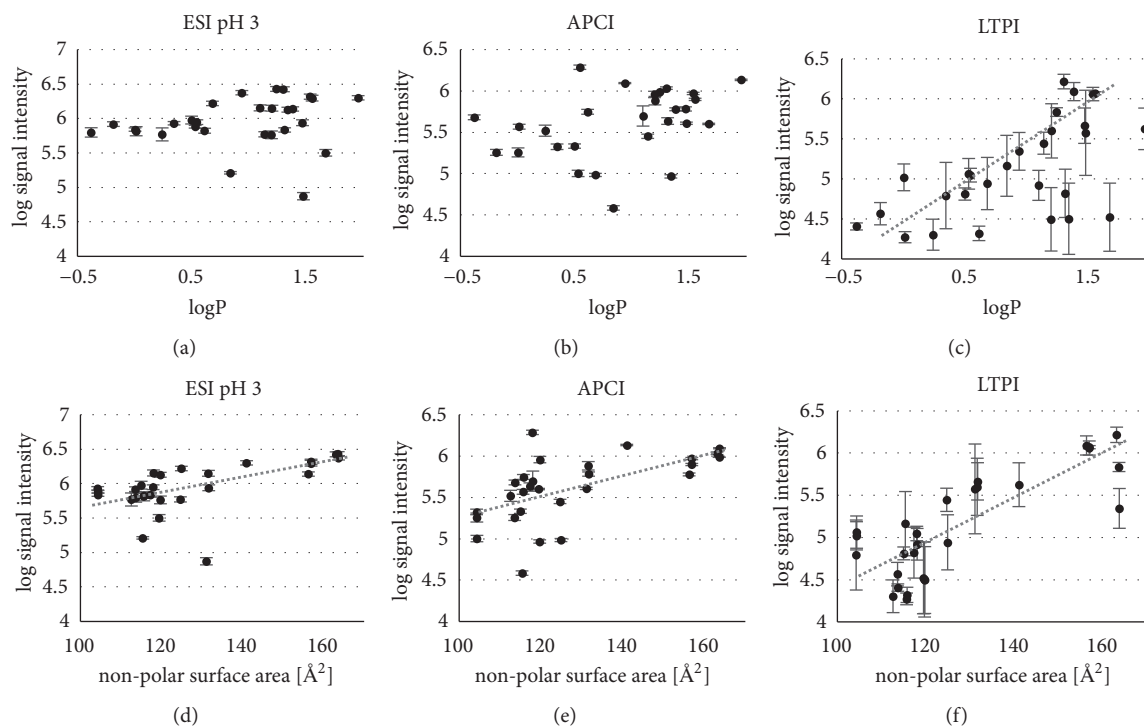 ESI pH 3
APCI
LTPI
log signal intensity
7
6.5
6
5.5
5
4.5
4
−0.5
0.5
1.5
logP
(a)
log signal intensity
6.5
6
5.5
5
4.5
4
−0.5
0.5
1.5
logP
(b)
log signal intensity
6.5
6
5.5
5
4.5
4
−0.5
0.5
1.5
logP
(c)
ESI pH 3
APCI
LTPI
log signal intensity
7
6.5
6
5.5
5
4.5
4
100
120
140
160
non-polar surface area [Å²]
(d)
log signal intensity
6.5
6
5.5
5
4.5
4
100
120
140
160
non-polar surface area [Å²]
(e)
log signal intensity
6.5
6
5.5
5
4.5
4
100
120
140
160
non-polar surface area [Å²]
(f)